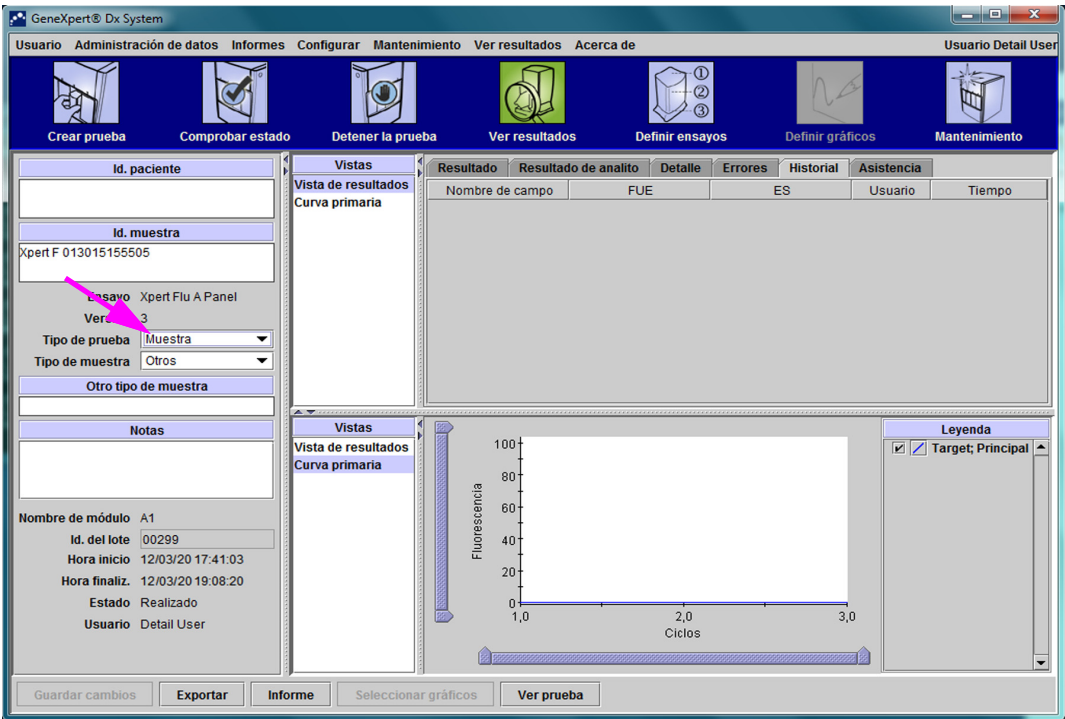 GeneXpert® Dx System
Usuario Administración de datos Informes Configurar Mantenimiento Ver resultados Acerca de Usuario Detail User
Crear prueba Comprobar estado Detener la prueba Ver resultados Definir ensayos Definir gráficos Mantenimiento
Id. paciente
Id. muestra
Xpert F 013015155505
Ensayo Xpert Flu A Panel
3
Tipo de prueba Muestra
Tipo de muestra Otros
Otro tipo de muestra
Notas
Nombre de módulo A1
Id. del lote 00299
Hora inicio 12/03/20 17:41:03
Hora finaliz. 12/03/20 19:08:20
Estado Realizado
Usuario Detail User
Vistas
Vista de resultados
Curva primaria
Resultado Resultado de analito Detalle Errores Historial Asistencia
Nombre de campo FUE ES Usuario Tiempo
Vistas
Vista de resultados
Curva primaria
Fluorescencia
100
80
60
40
20
0
1,0 2,0 3,0
Ciclos
Leyenda
Target; Principal
Guardar cambios Exportar Informe Seleccionar gráficos Ver prueba